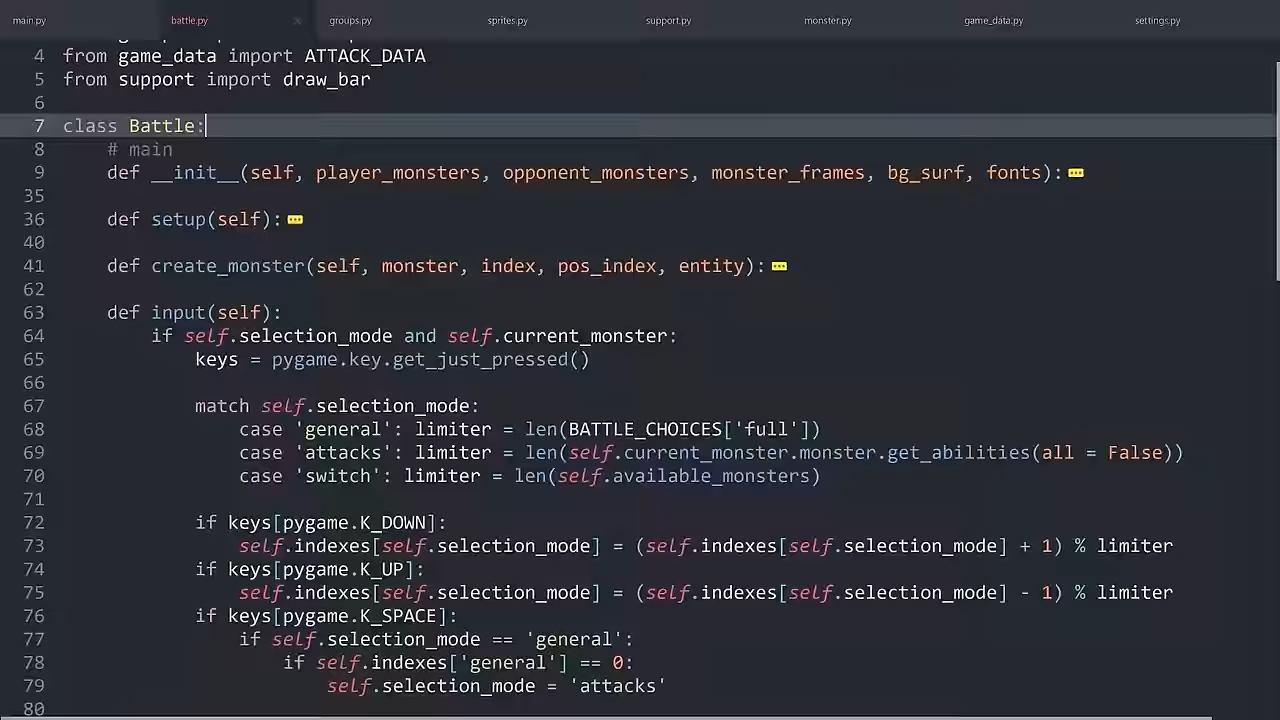 main.py battle.py × groups.py sprites.py support.py monster.py game_data.py settings.py
4 from game_data import ATTACK_DATA
5 from support import draw_bar
6
7 class Battle:
8 # main
9 def __init__(self, player_monsters, opponent_monsters, monster_frames, bg_surf, fonts):
35
36 def setup(self):
40
41 def create_monster(self, monster, index, pos_index, entity):
62
63 def input(self):
64 if self.selection_mode and self.current_monster:
65 keys = pygame.key.get_just_pressed()
66
67 match self.selection_mode:
68 case 'general': limiter = len(BATTLE_CHOICES['full'])
69 case 'attacks': limiter = len(self.current_monster.monster.get_abilities(all = False))
70 case 'switch': limiter = len(self.available_monsters)
71
72 if keys[pygame.K_DOWN]:
73 self.indexes[self.selection_mode] = (self.indexes[self.selection_mode] + 1) % limiter
74 if keys[pygame.K_UP]:
75 self.indexes[self.selection_mode] = (self.indexes[self.selection_mode] - 1) % limiter
76 if keys[pygame.K_SPACE]:
77 if self.selection_mode == 'general':
78 if self.indexes['general'] == 0:
79 self.selection_mode = 'attacks'
80